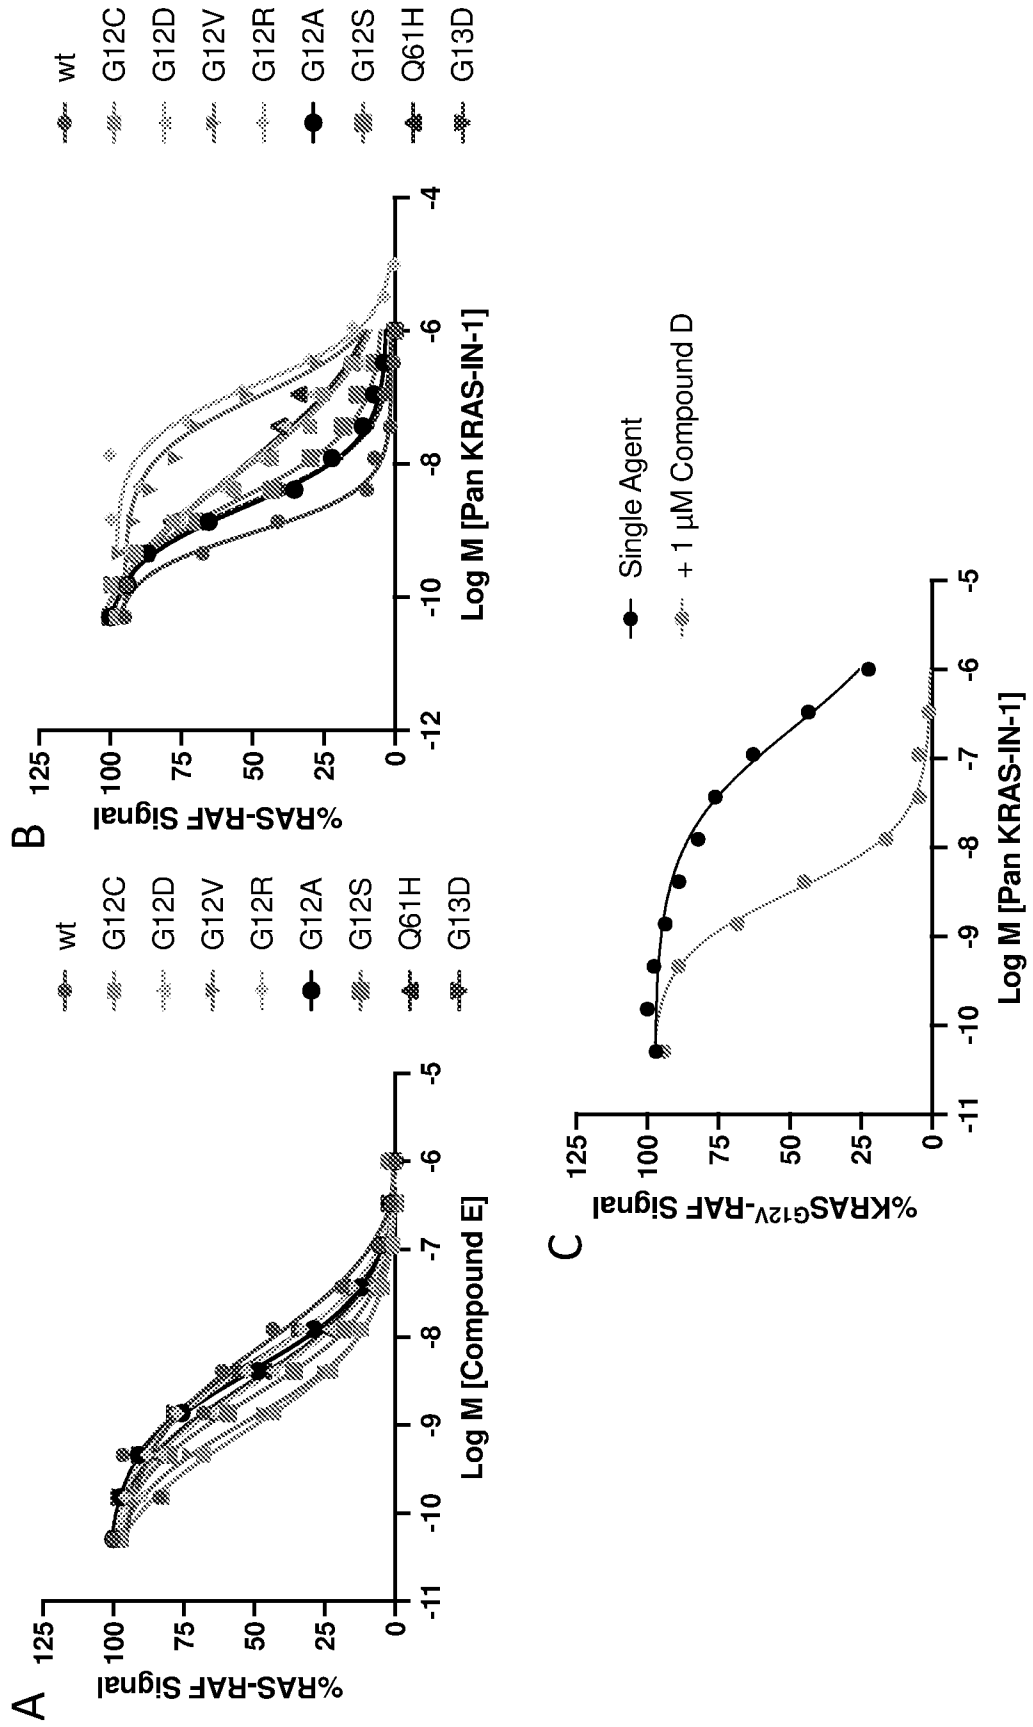 A
%RAS-RAF Signal
125
100
75
50
25
0
-11
-10
-9
-8
-7
-6
-5
Log M [Compound E]
wt
G12C
G12D
G12V
G12R
G12A
G12S
Q61H
G13D
B
%RAS-RAF Signal
125
100
75
50
25
0
-12
-10
-8
-6
-4
Log M [Pan KRAS-IN-1]
wt
G12C
G12D
G12V
G12R
G12A
G12S
Q61H
G13D
C
%KRASG12V-RAF Signal
125
100
75
50
25
0
-11
-10
-9
-8
-7
-6
-5
Log M [Pan KRAS-IN-1]
Single Agent
+ 1 µM Compound D